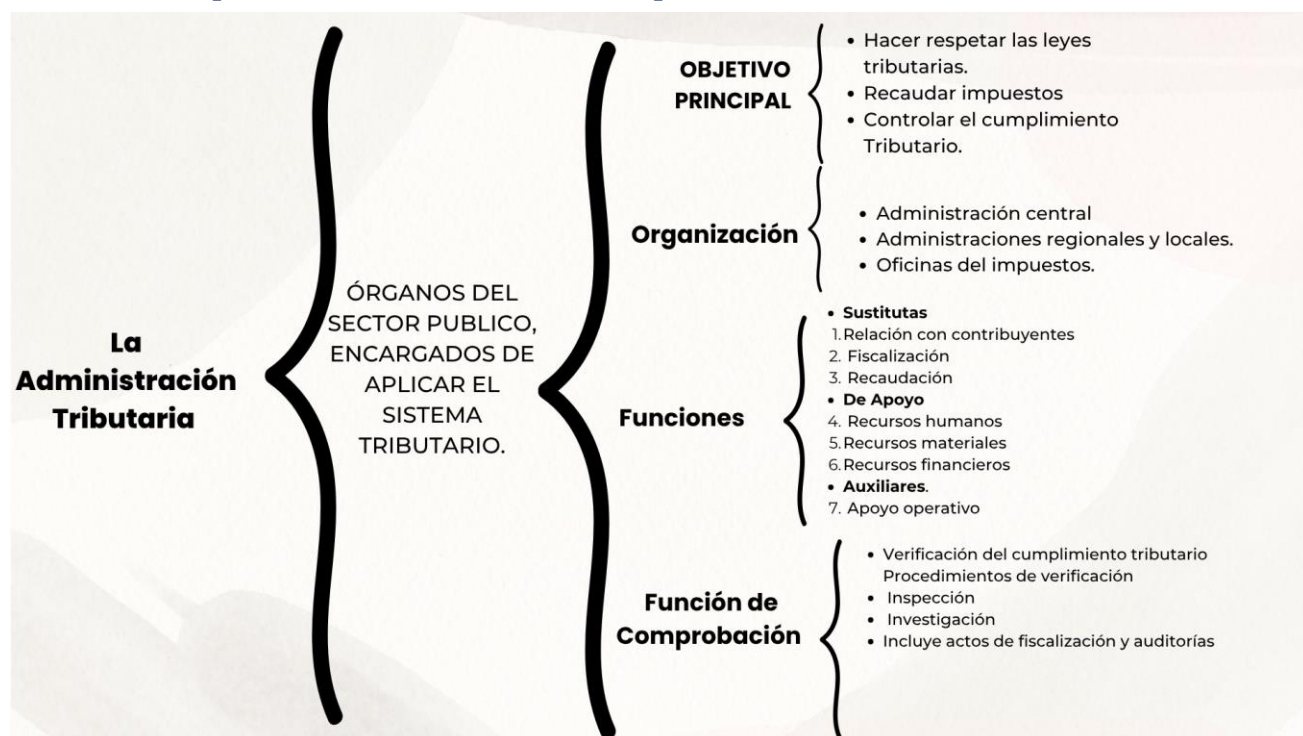 La
Administración
Tributaria
ÓRGANOS DEL
SECTOR PUBLICO,
ENCARGADOS DE
APLICAR EL
SISTEMA
TRIBUTARIO.
OBJETIVO
PRINCIPAL
• Hacer respetar las leyes
tributarias.
• Recaudar impuestos
• Controlar el cumplimiento
Tributario.
Organización
• Administración central
• Administraciones regionales y locales.
• Oficinas del impuestos.
Funciones
• Sustitutas
1. Relación con contribuyentes
2. Fiscalización
3. Recaudación
• De Apoyo
4. Recursos humanos
5. Recursos materiales
6. Recursos financieros
• Auxiliares.
7. Apoyo operativo
Función de
Comprobación
• Verificación del cumplimiento tributario
Procedimientos de verificación
• Inspección
• Investigación
• Incluye actos de fiscalización y auditorías